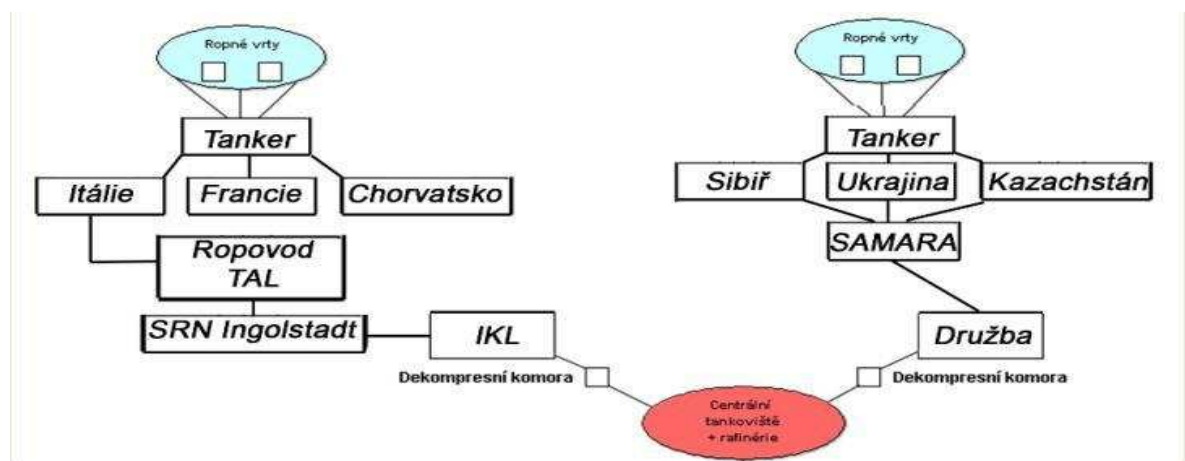 Ropné vrty
Ropné vrty
Tanker
Tanker
Itálie
Francie
Chorvatsko
Sibiř
Ukrajina
Kazachstán
SAMARA
Ropovod
TAL
SRN Ingolstadt
IKL
Družba
Dekompresní komora
Dekompresní komora
Centrální
tankoviště
+ rafinérie